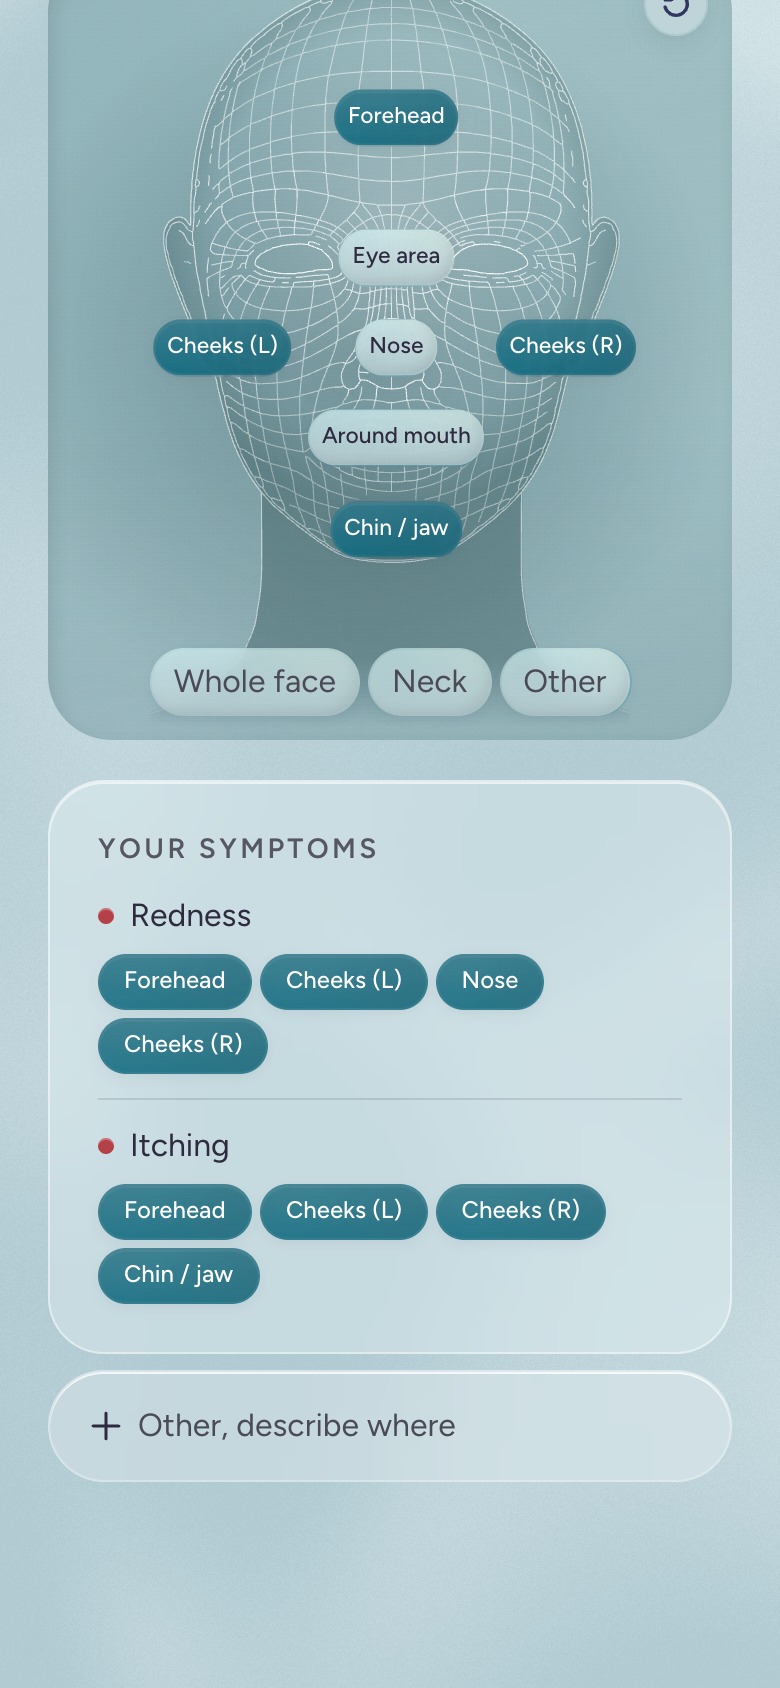 Forehead
Eye area
Cheeks (L) Nose Cheeks (R)
Around mouth
Chin / jaw
Whole face Neck Other
YOUR SYMPTOMS
Redness
Forehead Cheeks (L) Nose
Cheeks (R)
Itching
Forehead Cheeks (L) Cheeks (R)
Chin / jaw
+ Other, describe where